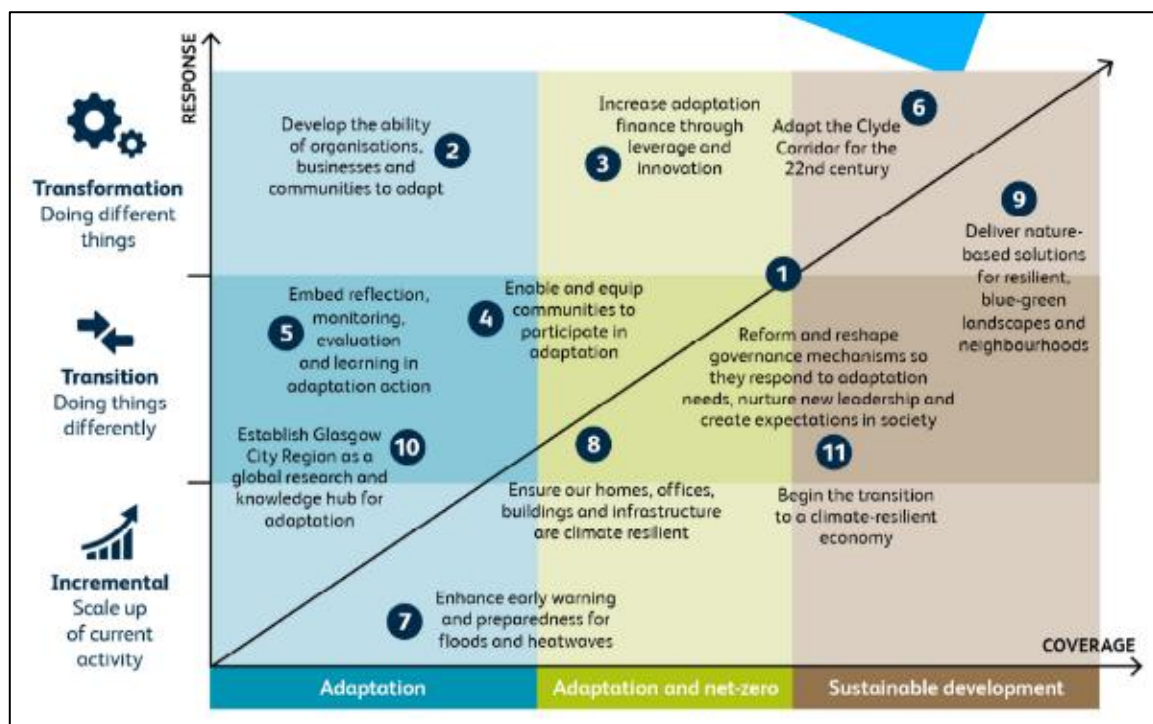 RESPONSE
Transformation
Doing different
things
Develop the ability
of organisations,
businesses and
communities to adapt
2
Increase adaptation
finance through
leverage and
innovation
3
6
Adapt the Clyde
Corridor for the
22nd century
9
Deliver nature-
based solutions
for resilient,
blue-green
landscapes and
neighbourhoods
Transition
Doing things
differently
Embed reflection,
monitoring,
evaluation
and learning in
adaptation action
5
4
Enable and equip
communities to
participate in
adaptation
1
Reform and reshape
governance mechanisms so
they respond to adaptation
needs, nurture new leadership and
create expectations in society
Establish Glasgow
City Region as a
global research and
knowledge hub for
adaptation
10
8
Ensure our homes, offices,
buildings and infrastructure
are climate resilient
11
Begin the transition
to a climate-resilient
economy
Incremental
Scale up
of current
activity
7
Enhance early warning
and preparedness for
floods and heatwaves
COVERAGE
Adaptation
Adaptation and net-zero
Sustainable development